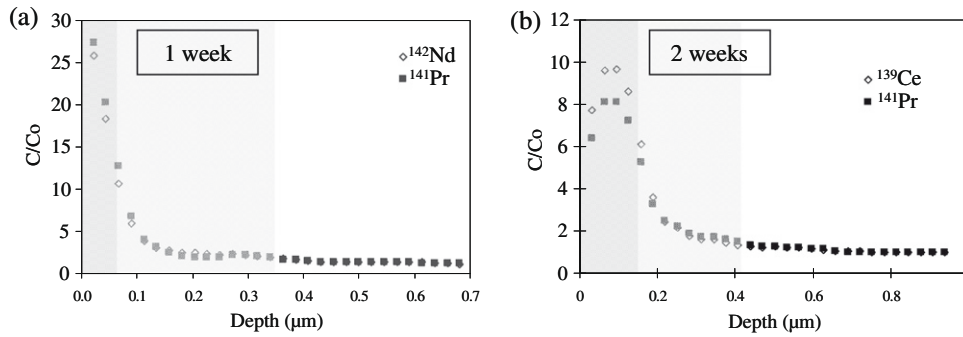 (a)
30
25
20
15
10
5
0
C/Co
1 week
◇ ¹⁴²Nd
■ ¹⁴¹Pr
0.0 0.1 0.2 0.3 0.4 0.5 0.6 0.7
Depth (µm)
(b)
12
10
8
6
4
2
0
C/Co
2 weeks
◇ ¹³⁹Ce
■ ¹⁴¹Pr
0 0.2 0.4 0.6 0.8
Depth (µm)